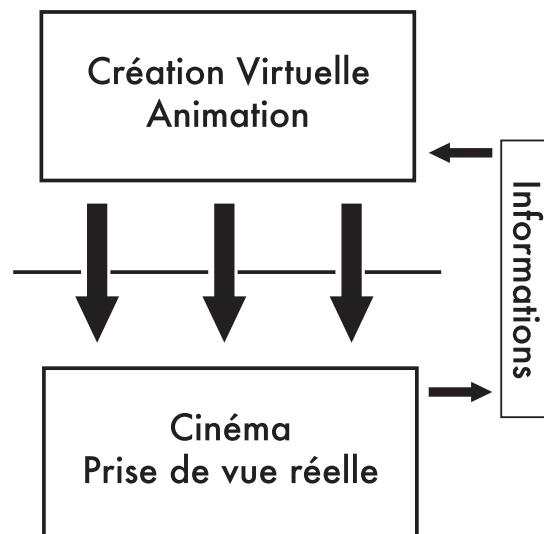 Création Virtuelle
Animation
Informations
Cinéma
Prise de vue réelle